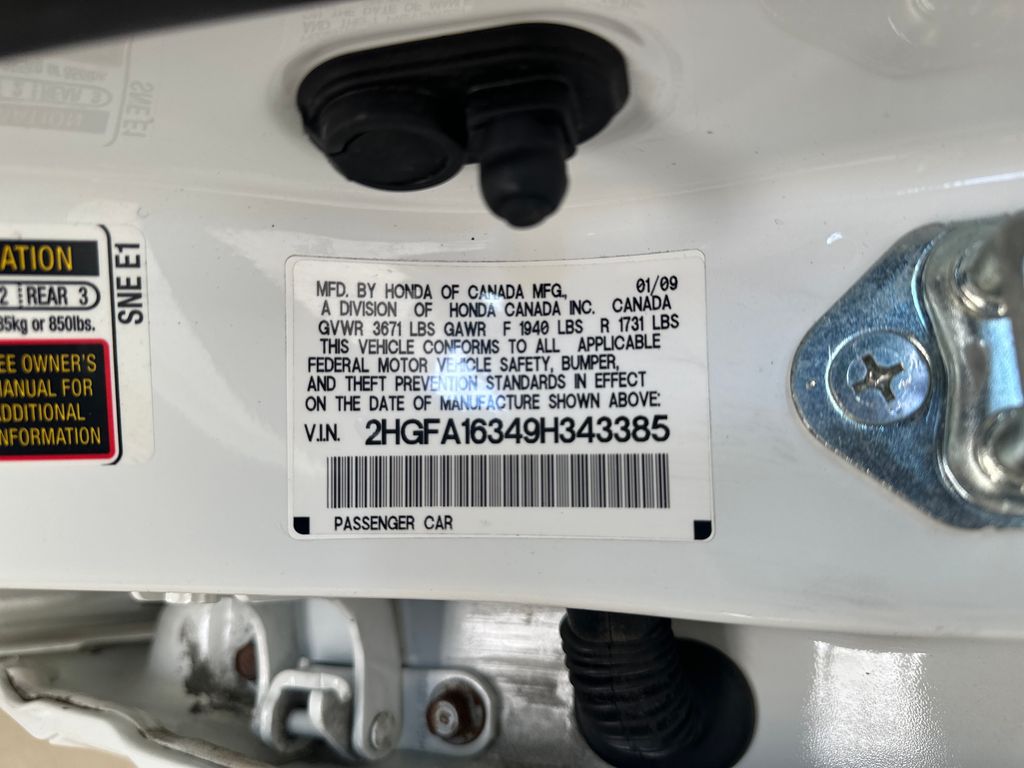 ATION
2 REAR 3
35kg or 850lbs.
EE OWNER'S
MANUAL FOR
ADDITIONAL
INFORMATION
SNE E1
MFD. BY HONDA OF CANADA MFG., 01/09
A DIVISION OF HONDA CANADA INC. CANADA
GVWR 3671 LBS GAWR F 1940 LBS R 1731 LBS
THIS VEHICLE CONFORMS TO ALL APPLICABLE
FEDERAL MOTOR VEHICLE SAFETY, BUMPER,
AND THEFT PREVENTION STANDARDS IN EFFECT
ON THE DATE OF MANUFACTURE SHOWN ABOVE:
V.I.N. 2HGFA16349H343385
PASSENGER CAR